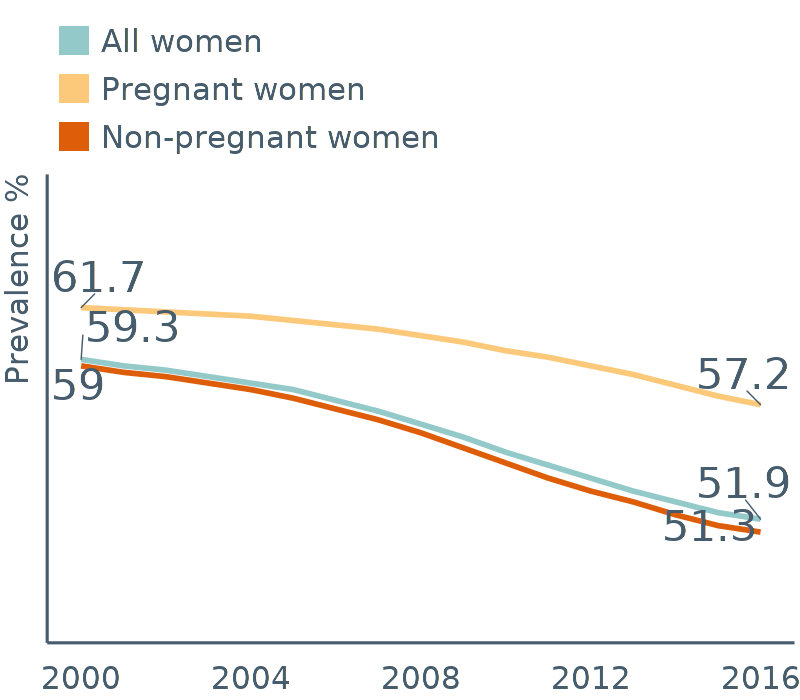 All women
Pregnant women
Non-pregnant women
Prevalence %
61.7
59.3
59
57.2
51.9
51.3
2000 2004 2008 2012 2016